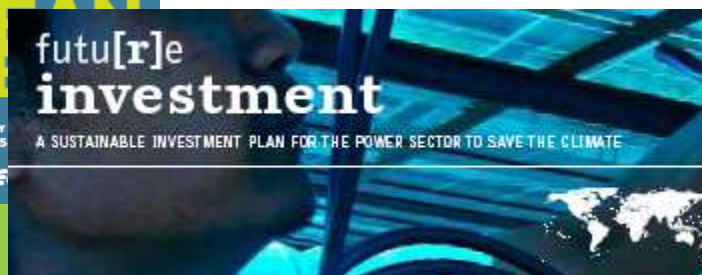 futu[r]e
investment
A SUSTAINABLE INVESTMENT PLAN FOR THE POWER SECTOR TO SAVE THE CLIMATE